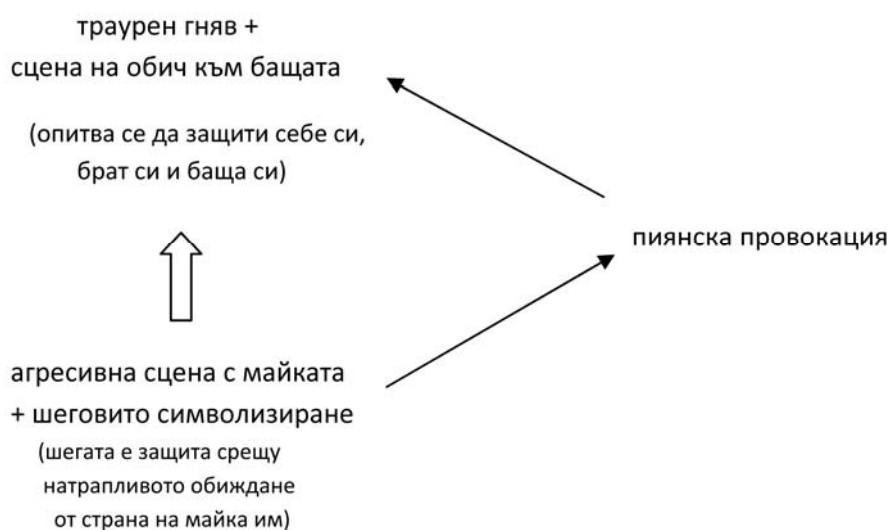 траурен гняв +
сцена на обич към бащата
(опитва се да защити себе си,
брат си и баща си)
пиянска провокация
агресивна сцена с майката
+ шеговито символизиране
(шегата е защита срещу
натрапливото обиждане
от страна на майка им)